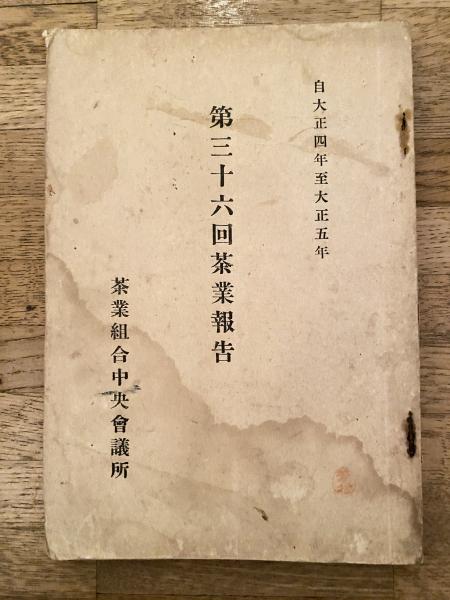 自大正四年至大正五年
第三十六回茶業報告
茶業組合中央會議所